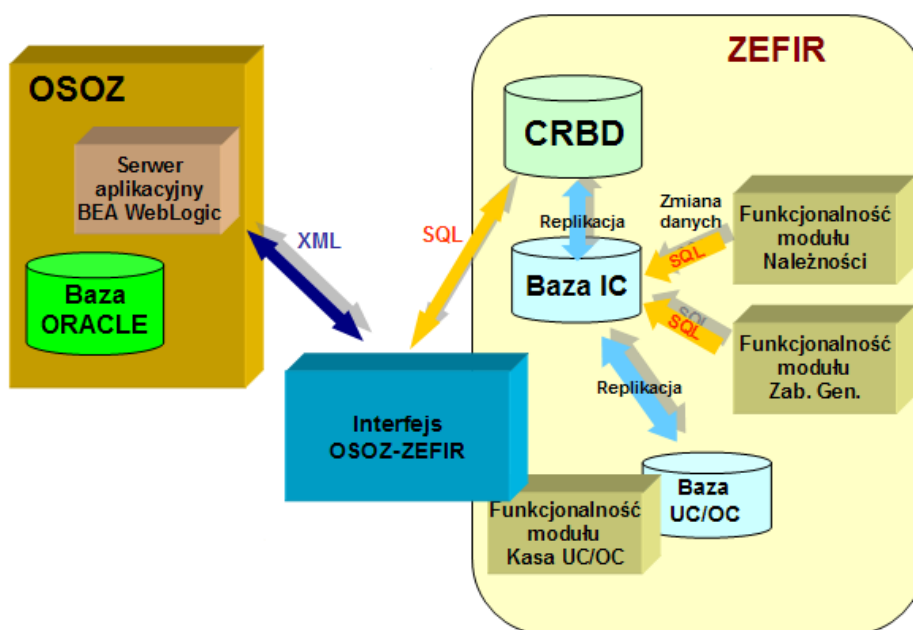 OSOZ
Serwer
aplikacyjny
BEA WebLogic
Baza
ORACLE
XML
SQL
Interfejs
OSOZ-ZEFIR
ZEFIR
CRBD
Replikacja
Zmiana
danych
SQL
Funkcjonalność
modułu
Należności
Baza IC
SQL
SQL
Funkcjonalność
modułu
Zab. Gen.
Replikacja
Baza
UC/OC
Funkcjonalność
modułu
Kasa UC/OC